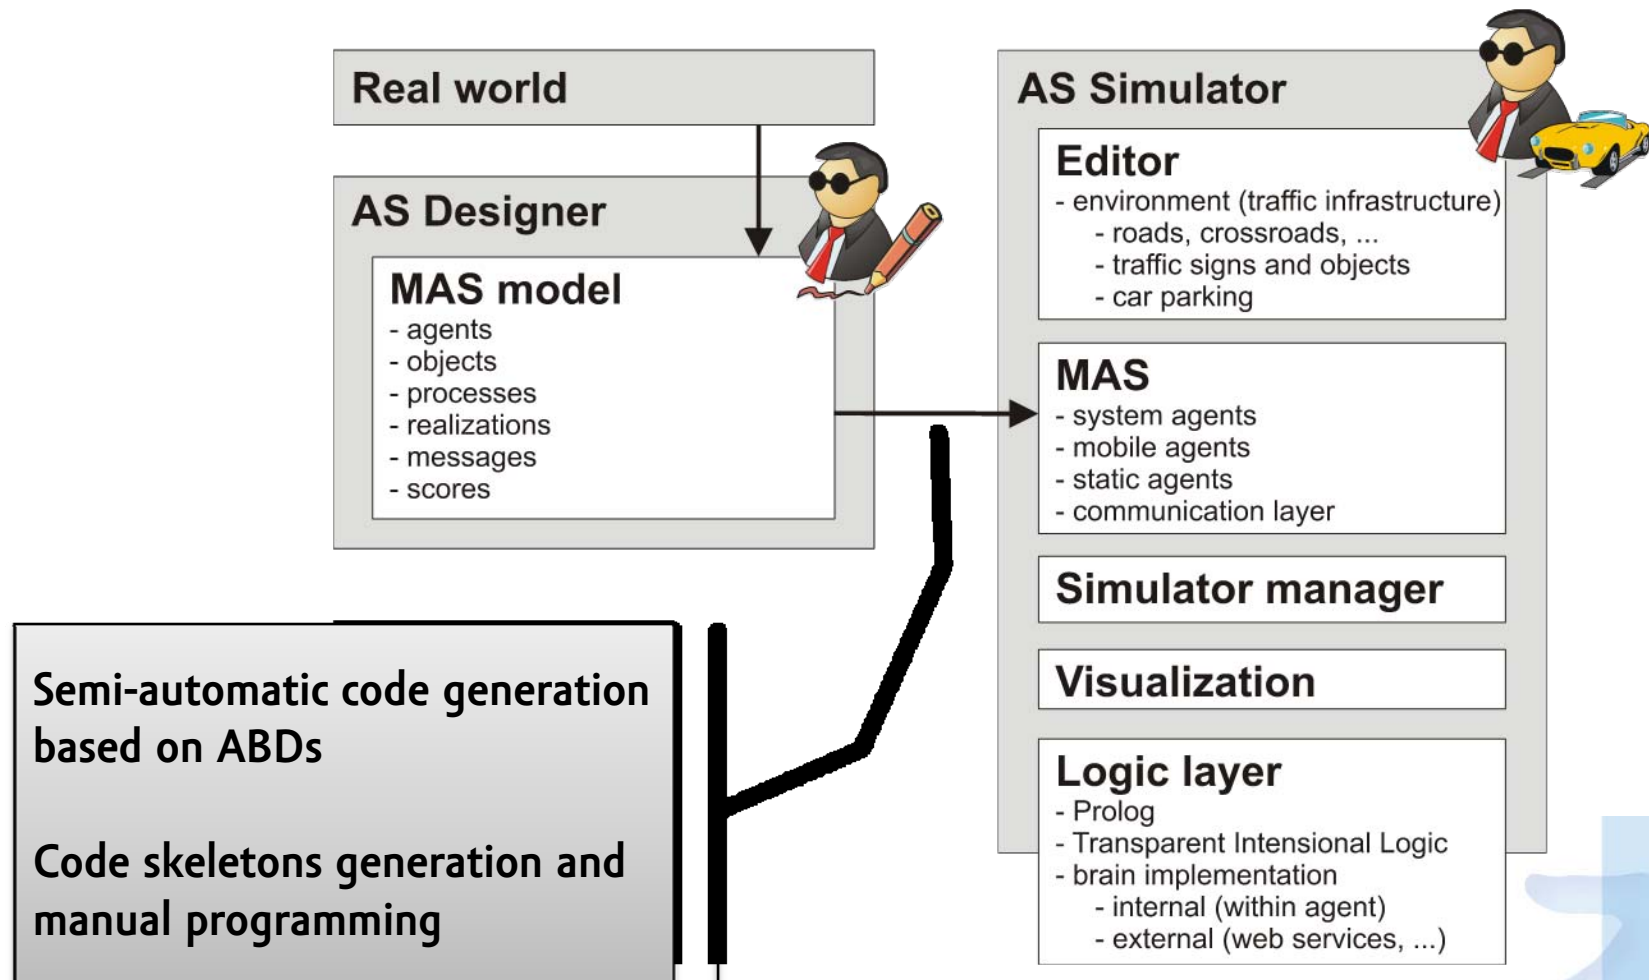 Real world
AS Designer
MAS model
- agents
- objects
- processes
- realizations
- messages
- scores
Semi-automatic code generation
based on ABDs
Code skeletons generation and
manual programming
AS Simulator
Editor
- environment (traffic infrastructure)
- roads, crossroads, ...
- traffic signs and objects
- car parking
MAS
- system agents
- mobile agents
- static agents
- communication layer
Simulator manager
Visualization
Logic layer
- Prolog
- Transparent Intensional Logic
- brain implementation
- internal (within agent)
- external (web services, ...)